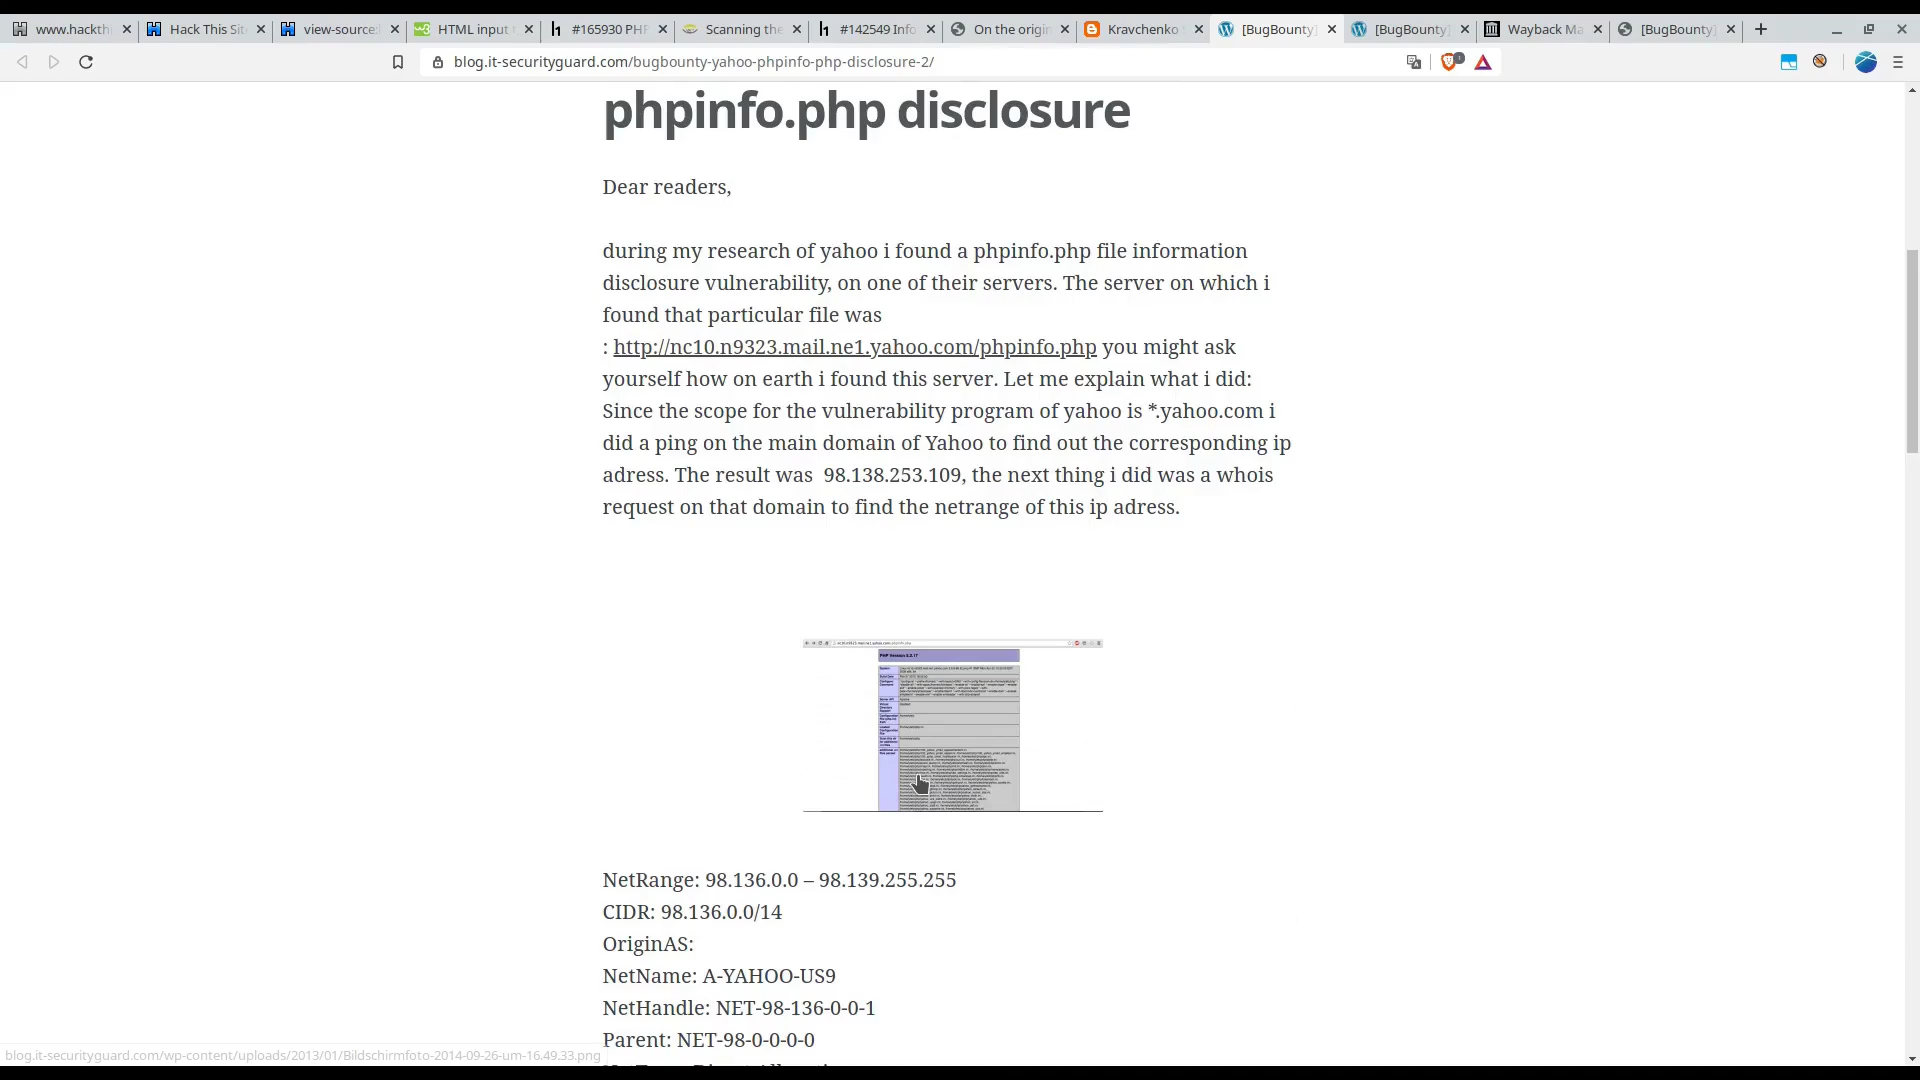 www.hackth
Hack This Sit
view-source:
HTML input
#165930 PHP
Scanning the
#142549 Info
On the origin
Kravchenko
[BugBounty]
[BugBounty]
Wayback Ma
[BugBounty]
blog.it-securityguard.com/bugbounty-yahoo-phpinfo-php-disclosure-2/
phpinfo.php disclosure
Dear readers,
during my research of yahoo i found a phpinfo.php file information
disclosure vulnerability, on one of their servers. The server on which i
found that particular file was
: http://nc10.n9323.mail.ne1.yahoo.com/phpinfo.php you might ask
yourself how on earth i found this server. Let me explain what i did:
Since the scope for the vulnerability program of yahoo is *.yahoo.com i
did a ping on the main domain of Yahoo to find out the corresponding ip
adress. The result was  98.138.253.109, the next thing i did was a whois
request on that domain to find the netrange of this ip adress.
PHP Version 5.2.17
NetRange: 98.136.0.0 – 98.139.255.255
CIDR: 98.136.0.0/14
OriginAS:
NetName: A-YAHOO-US9
NetHandle: NET-98-136-0-0-1
Parent: NET-98-0-0-0-0
blog.it-securityguard.com/wp-content/uploads/2013/01/Bildschirmfoto-2014-09-26-um-16.49.33.png